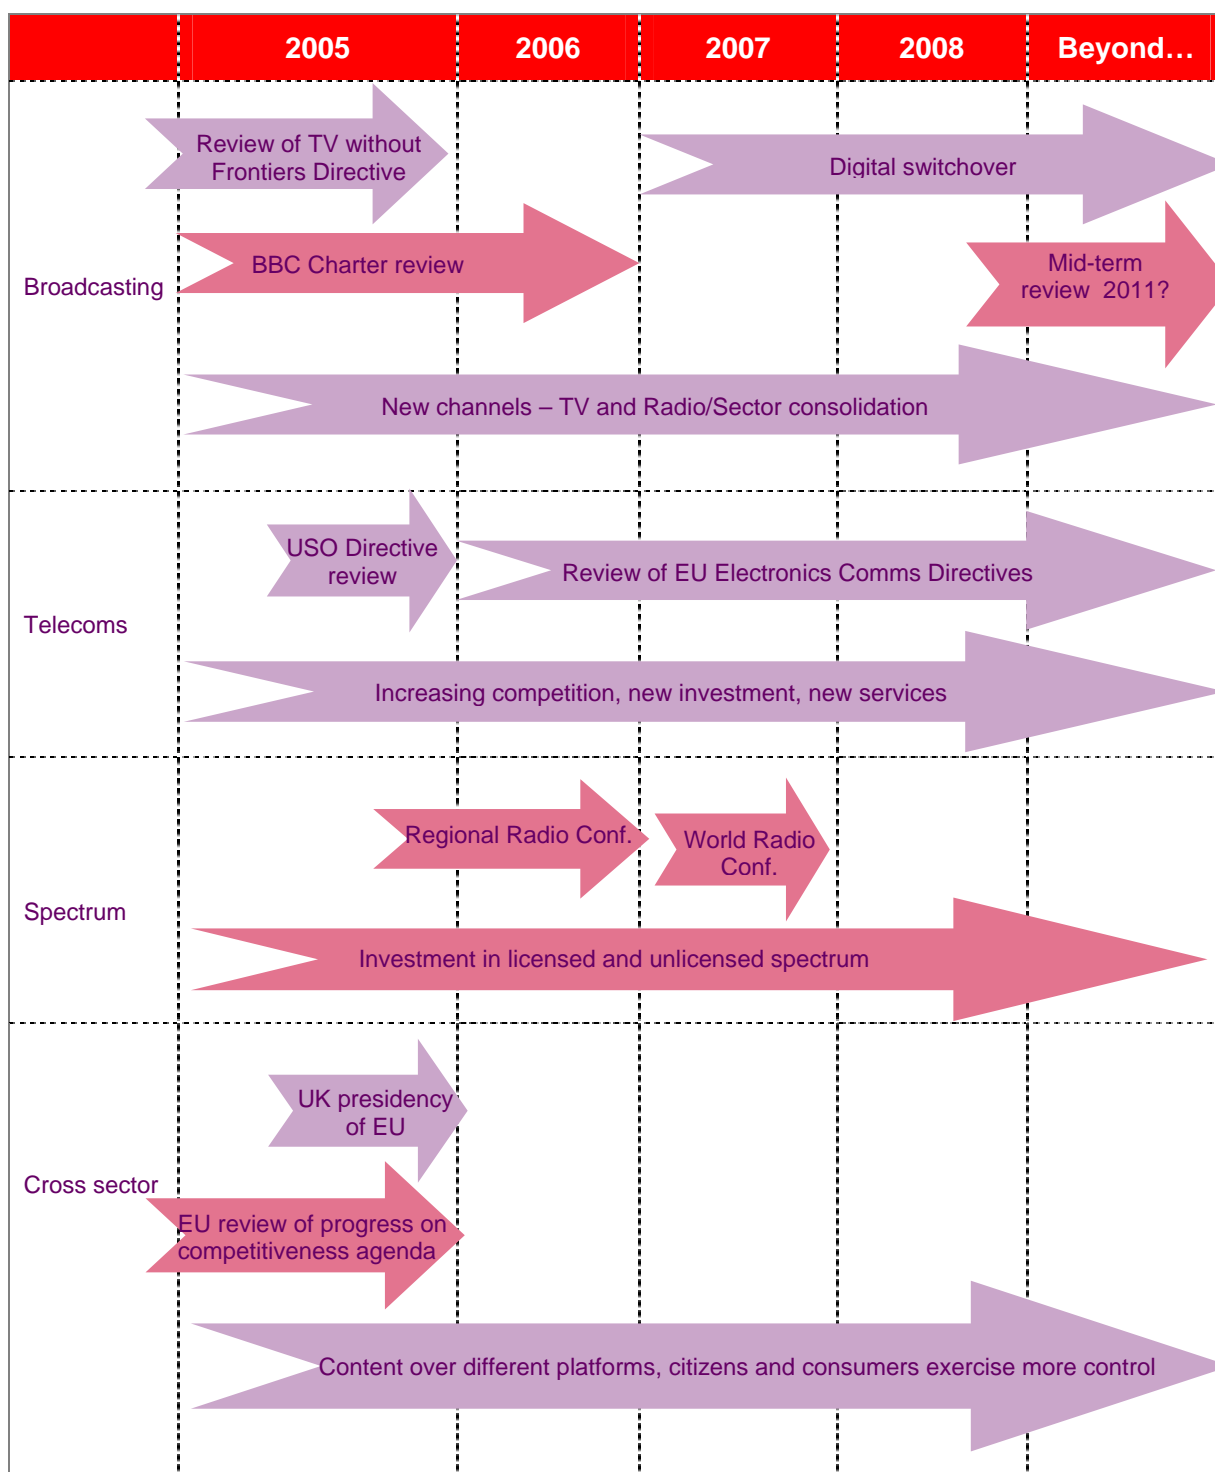 2005 2006 2007 2008 Beyond…
Broadcasting
Review of TV without
Frontiers Directive
Digital switchover
BBC Charter review
Mid-term
review 2011?
New channels – TV and Radio/Sector consolidation
Telecoms
USO Directive
review
Review of EU Electronics Comms Directives
Increasing competition, new investment, new services
Spectrum
Regional Radio Conf.
World Radio
Conf.
Investment in licensed and unlicensed spectrum
Cross sector
UK presidency
of EU
EU review of progress on
competitiveness agenda
Content over different platforms, citizens and consumers exercise more control